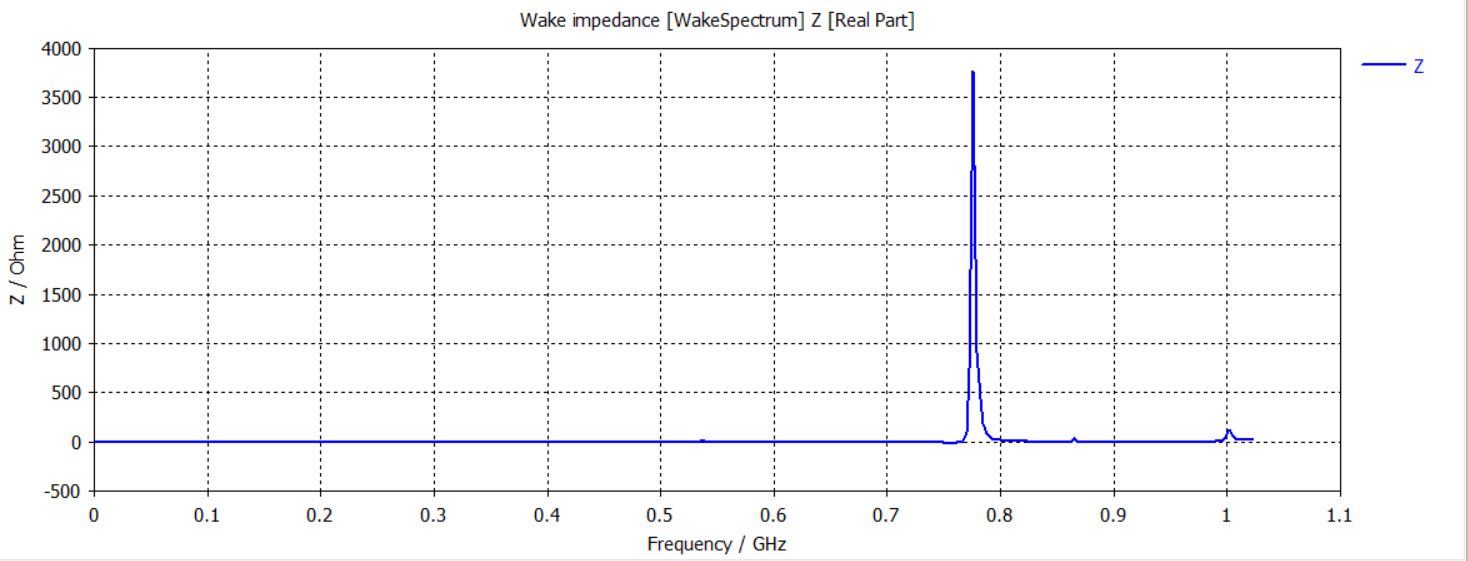 Wake impedance [WakeSpectrum] Z [Real Part]
4000
3500
3000
2500
2000
1500
1000
500
0
-500
Z / Ohm
0 0.1 0.2 0.3 0.4 0.5 0.6 0.7 0.8 0.9 1 1.1
Frequency / GHz
Z